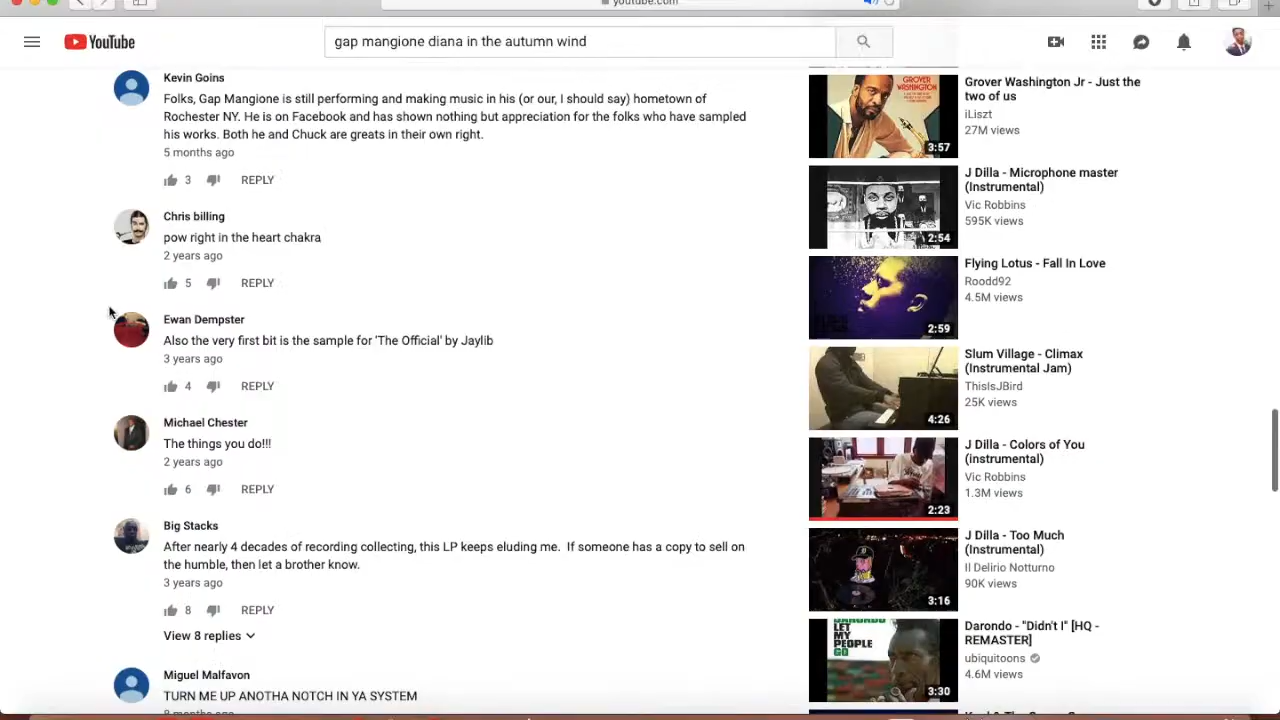 youtube.com
YouTube
gap mangione diana in the autumn wind
Kevin Goins
Folks, Gap Mangione is still performing and making music in his (or our, I should say) hometown of
Rochester NY. He is on Facebook and has shown nothing but appreciation for the folks who have sampled
his works. Both he and Chuck are greats in their own right.
5 months ago
3 REPLY
Chris billing
pow right in the heart chakra
2 years ago
5 REPLY
Ewan Dempster
Also the very first bit is the sample for 'The Official' by Jaylib
3 years ago
4 REPLY
Michael Chester
The things you do!!!
2 years ago
6 REPLY
Big Stacks
After nearly 4 decades of recording collecting, this LP keeps eluding me. If someone has a copy to sell on
the humble, then let a brother know.
3 years ago
8 REPLY
View 8 replies
Miguel Malfavon
TURN ME UP ANOTHA NOTCH IN YA SYSTEM
GROVER
WASHINGTON
3:57
Grover Washington Jr - Just the
two of us
iLiszt
27M views
2:54
J Dilla - Microphone master
(Instrumental)
Vic Robbins
595K views
2:59
Flying Lotus - Fall In Love
Roodd92
4.5M views
4:26
Slum Village - Climax
(Instrumental Jam)
ThisIsJBird
25K views
2:23
J Dilla - Colors of You
(instrumental)
Vic Robbins
1.3M views
3:16
J Dilla - Too Much
(Instrumental)
Il Delirio Notturno
90K views
LET
MY
PEOPLE
GO
3:30
Darondo - "Didn't I" [HQ -
REMASTER]
ubiquitoons
4.6M views